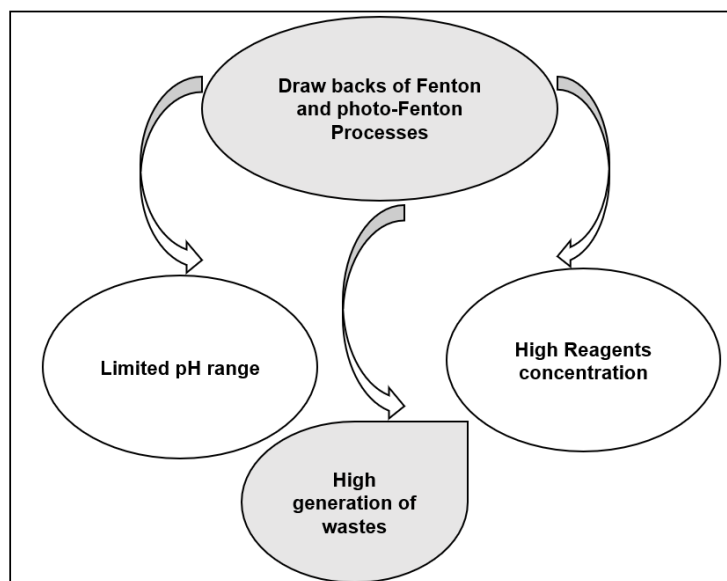 Draw backs of Fenton
and photo-Fenton
Processes
Limited pH range
High Reagents
concentration
High
generation of
wastes